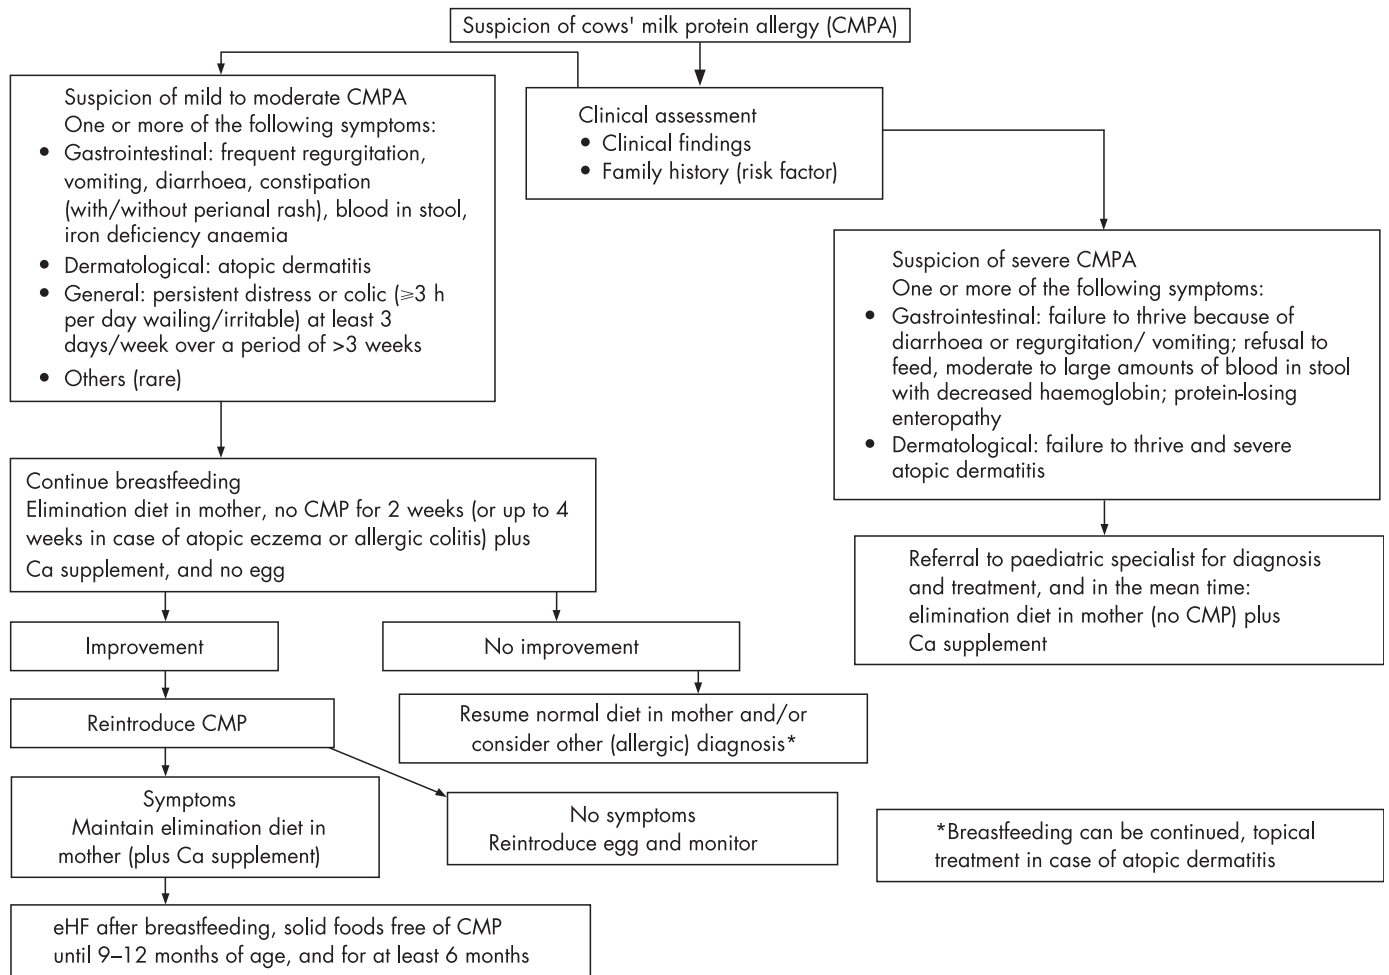 Suspicion of cows' milk protein allergy (CMPA)
Suspicion of mild to moderate CMPA
One or more of the following symptoms:
• Gastrointestinal: frequent regurgitation,
vomiting, diarrhoea, constipation
(with/without perianal rash), blood in stool,
iron deficiency anaemia
• Dermatological: atopic dermatitis
• General: persistent distress or colic (⩾3 h
per day wailing/irritable) at least 3
days/week over a period of >3 weeks
• Others (rare)
Clinical assessment
• Clinical findings
• Family history (risk factor)
Suspicion of severe CMPA
One or more of the following symptoms:
• Gastrointestinal: failure to thrive because of
diarrhoea or regurgitation/ vomiting; refusal to
feed, moderate to large amounts of blood in stool
with decreased haemoglobin; protein-losing
enteropathy
• Dermatological: failure to thrive and severe
atopic dermatitis
Continue breastfeeding
Elimination diet in mother, no CMP for 2 weeks (or up to 4
weeks in case of atopic eczema or allergic colitis) plus
Ca supplement, and no egg
Referral to paediatric specialist for diagnosis
and treatment, and in the mean time:
elimination diet in mother (no CMP) plus
Ca supplement
Improvement
No improvement
Reintroduce CMP
Resume normal diet in mother and/or
consider other (allergic) diagnosis*
Symptoms
Maintain elimination diet in
mother (plus Ca supplement)
No symptoms
Reintroduce egg and monitor
*Breastfeeding can be continued, topical
treatment in case of atopic dermatitis
eHF after breastfeeding, solid foods free of CMP
until 9–12 months of age, and for at least 6 months